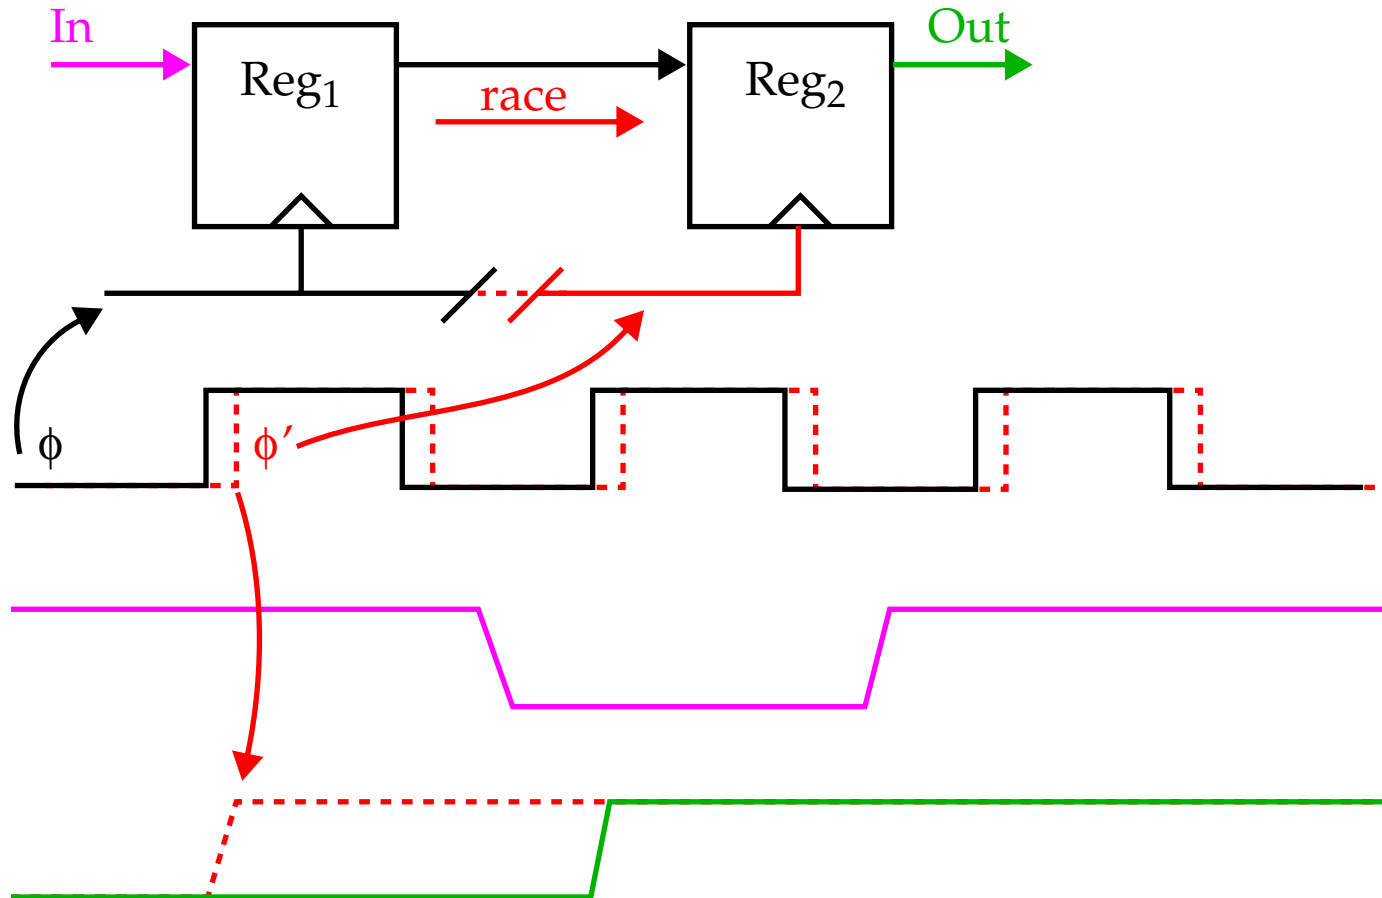 In
Out
Reg₁
Reg₂
race
ϕ
ϕ′